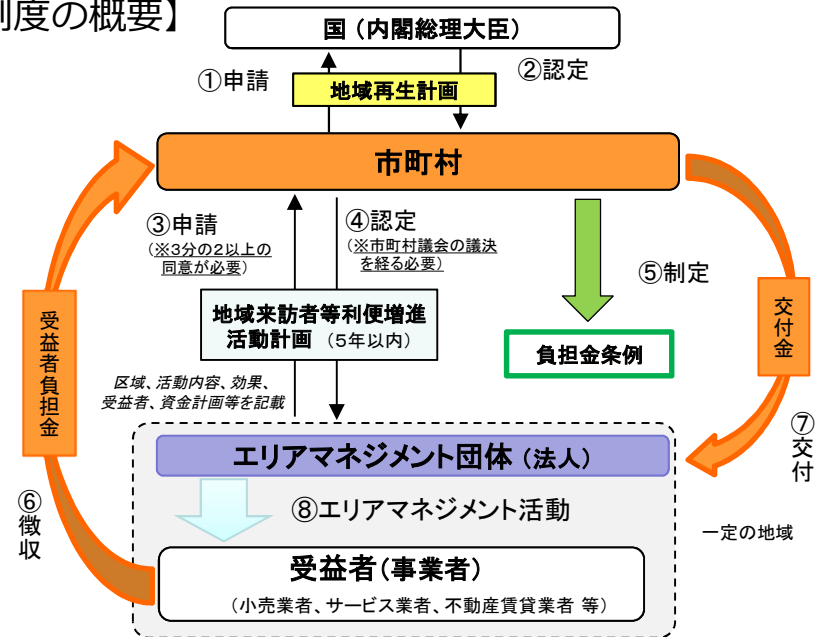 制度の概要】
国（内閣総理大臣）
①申請
②認定
地域再生計画
市町村
③申請
（※3分の2以上の
同意が必要）
④認定
（※市町村議会の議決
を経る必要）
⑤制定
地域来訪者等利便増進
活動計画 （5年以内）
負担金条例
受益者負担金
交付金
区域、活動内容、効果、
受益者、資金計画等を記載
⑦交付
エリアマネジメント団体（法人）
⑥徴収
⑧エリアマネジメント活動
一定の地域
受益者（事業者）
（小売業者、サービス業者、不動産賃貸業者 等）